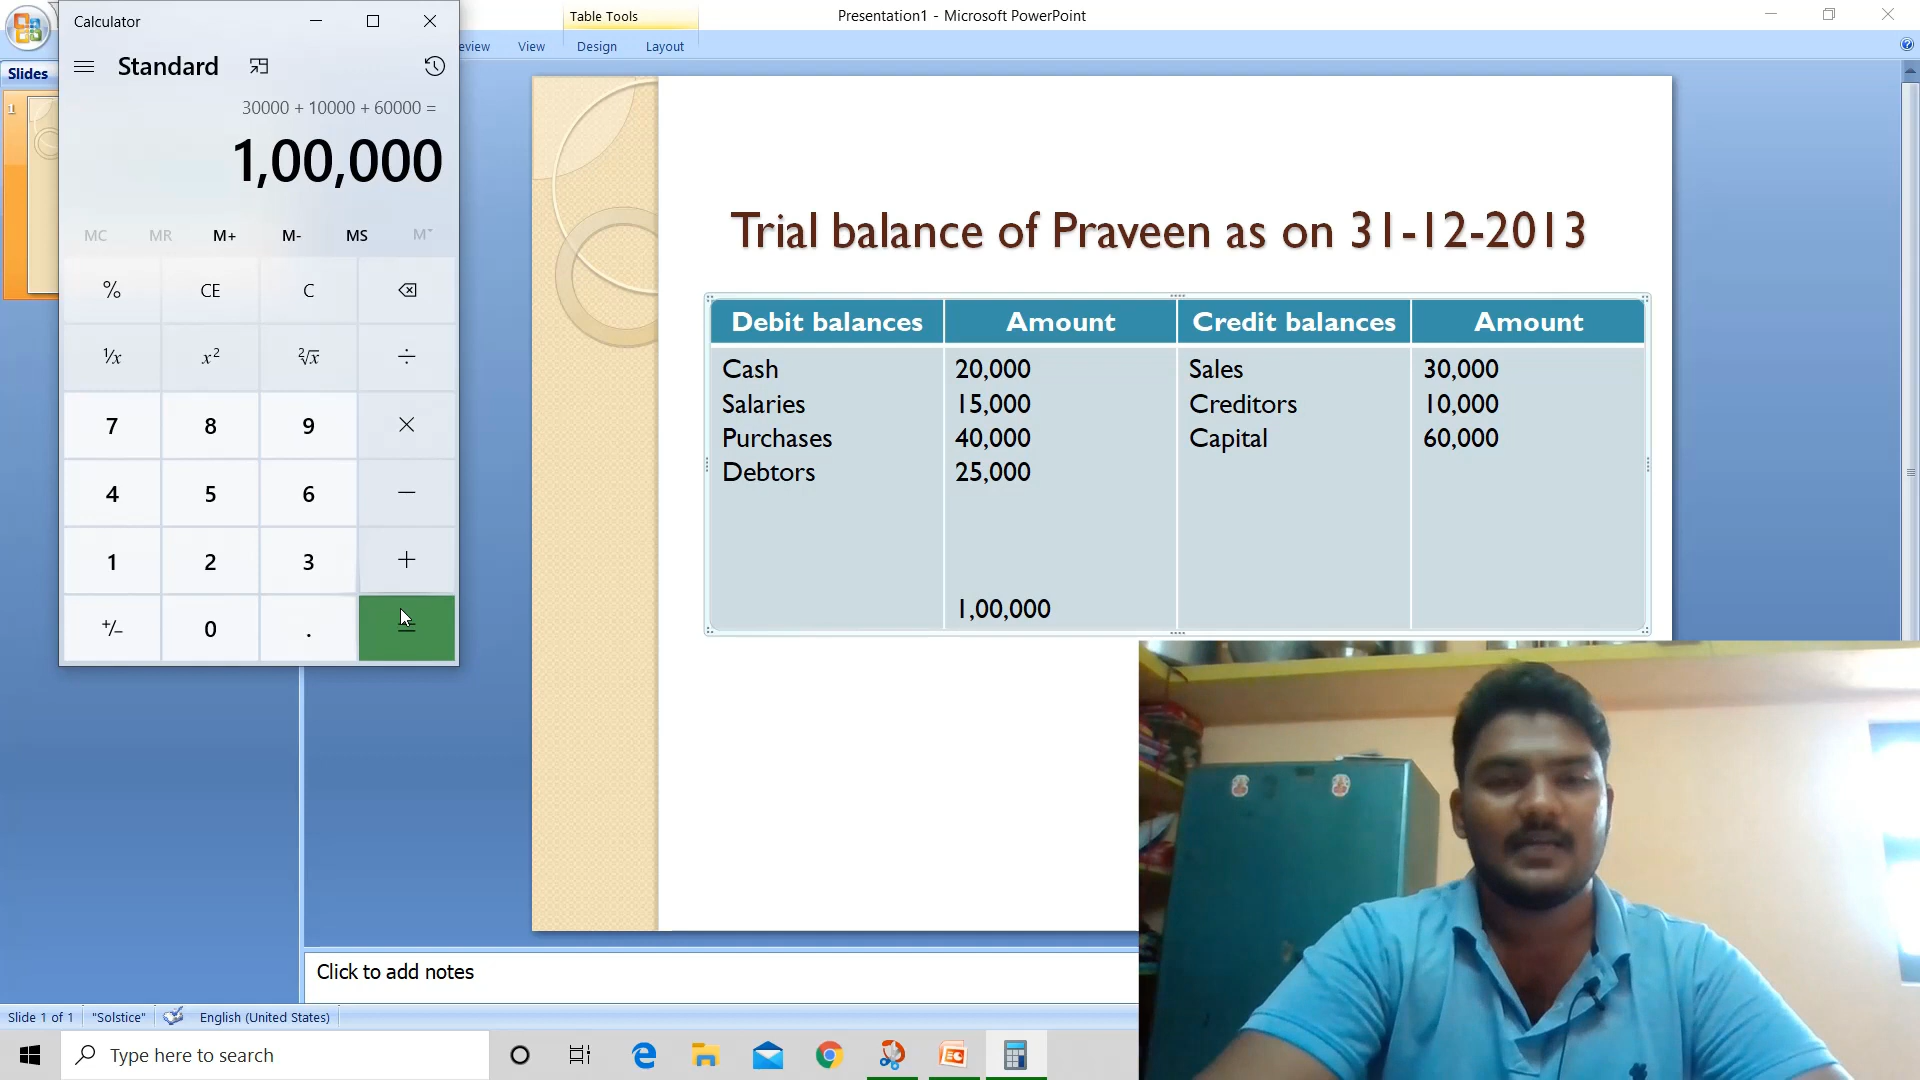 Calculator
Table Tools
Presentation1 - Microsoft PowerPoint
eview
View
Design
Layout
Standard
Slides
30000 + 10000 + 60000 =
1,00,000
MC MR M+ M- MS M˅
% CE C
¹/x x² ²√x ÷
7 8 9 ×
4 5 6 −
1 2 3 +
+/− 0 . =
1
Trial balance of Praveen as on 31-12-2013
Debit balances Amount Credit balances Amount
Cash 20,000 Sales 30,000
Salaries 15,000 Creditors 10,000
Purchases 40,000 Capital 60,000
Debtors 25,000
1,00,000
Click to add notes
Slide 1 of 1
"Solstice"
English (United States)
Type here to search